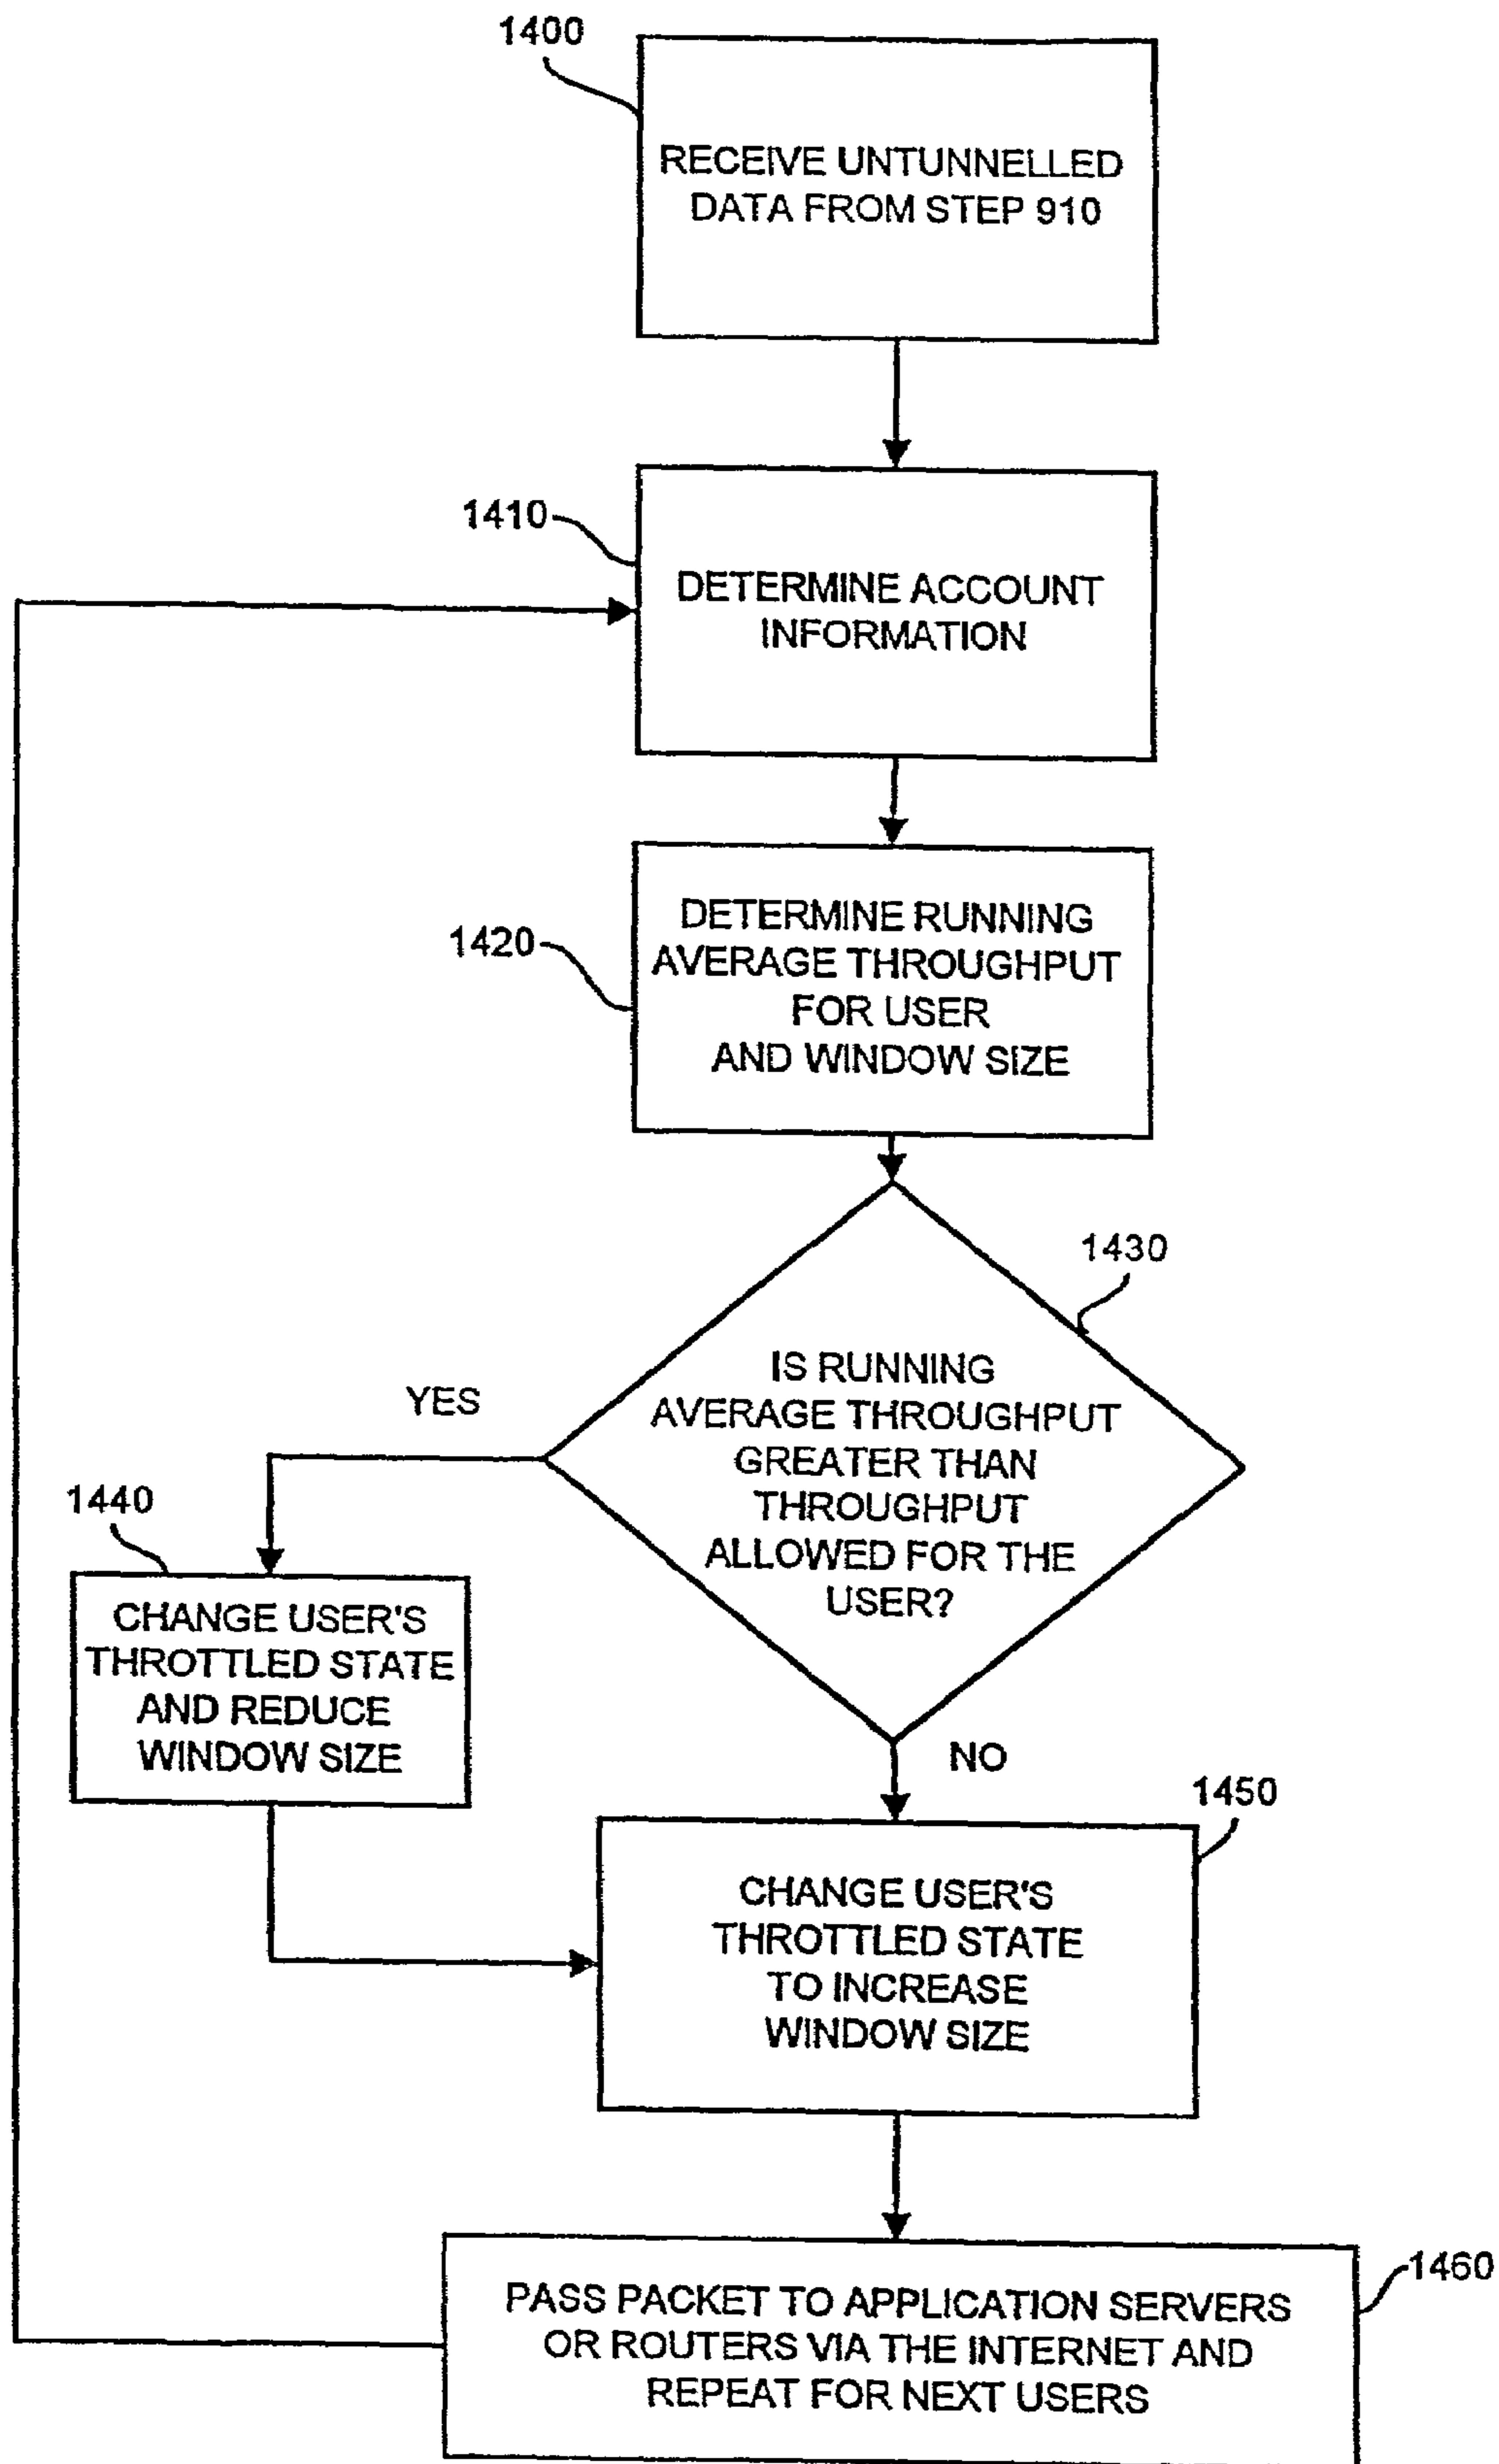 1400
RECEIVE UNTUNNELLED
DATA FROM STEP 910
1410
DETERMINE ACCOUNT
INFORMATION
1420
DETERMINE RUNNING
AVERAGE THROUGHPUT
FOR USER
AND WINDOW SIZE
1430
IS RUNNING
AVERAGE THROUGHPUT
GREATER THAN
THROUGHPUT
ALLOWED FOR THE
USER?
YES
1440
CHANGE USER'S
THROTTLED STATE
AND REDUCE
WINDOW SIZE
NO
1450
CHANGE USER'S
THROTTLED STATE
TO INCREASE
WINDOW SIZE
1460
PASS PACKET TO APPLICATION SERVERS
OR ROUTERS VIA THE INTERNET AND
REPEAT FOR NEXT USERS